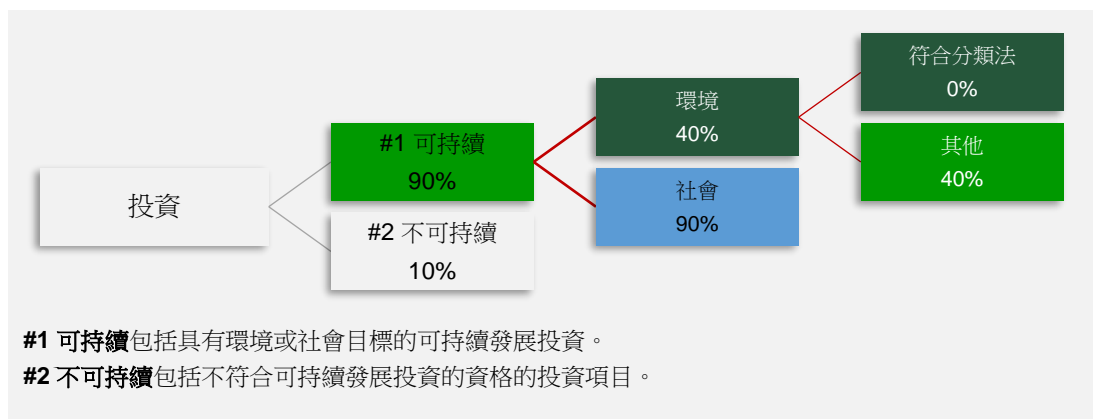 投資
#1 可持續
90%
#2 不可持續
10%
環境
40%
社會
90%
符合分類法
0%
其他
40%
#1 可持續包括具有環境或社會目標的可持續發展投資。
#2 不可持續包括不符合可持續發展投資的資格的投資項目。